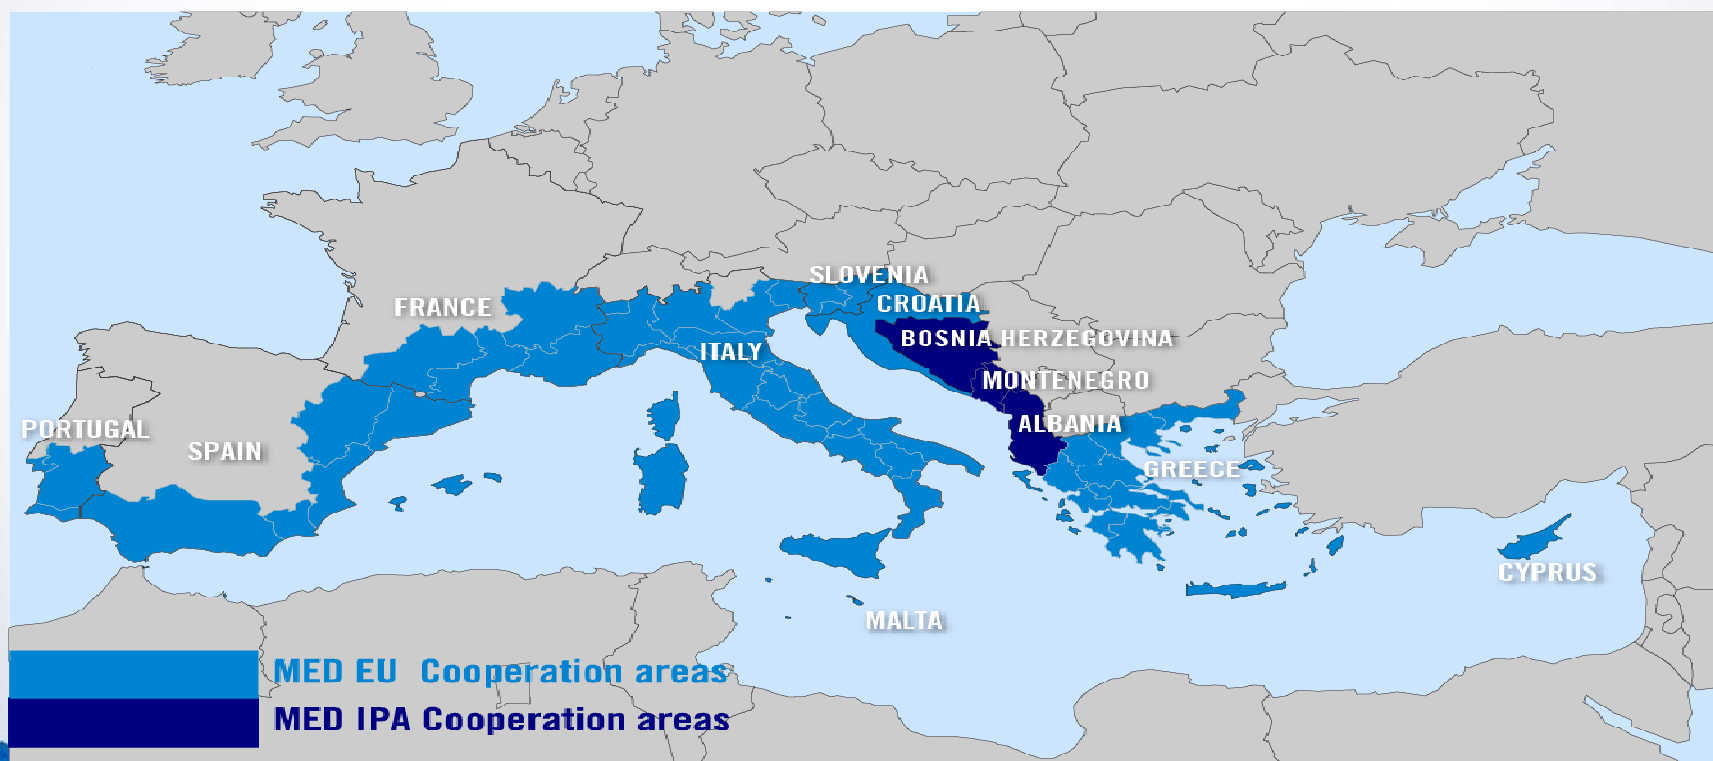 SLOVENIA
FRANCE
CROATIA
BOSNIA HERZEGOVINA
ITALY
MONTENEGRO
ALBANIA
PORTUGAL
SPAIN
GREECE
CYPRUS
MALTA
MED EU Cooperation areas
MED IPA Cooperation areas